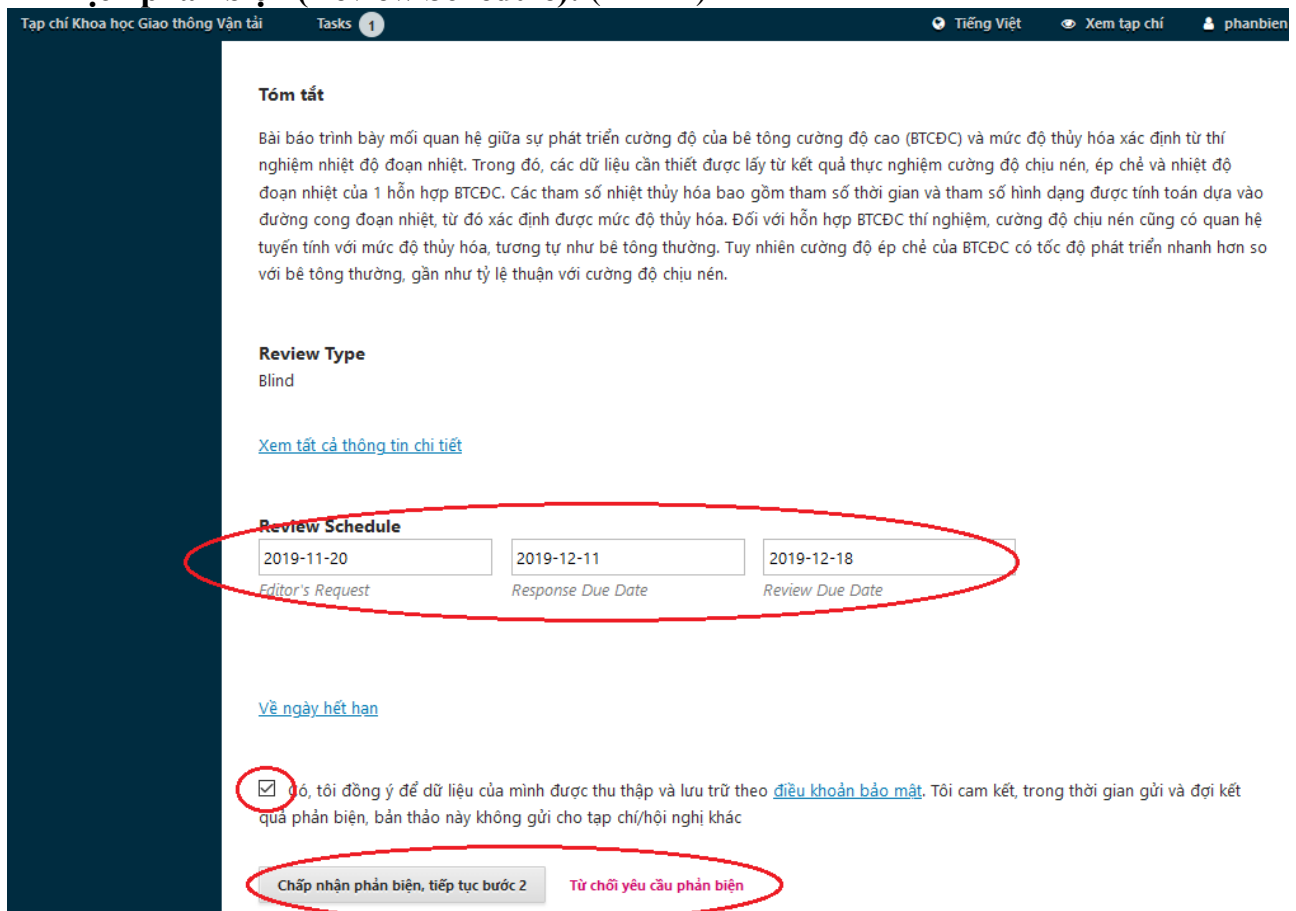 Tạp chí Khoa học Giao thông Vận tải Tasks 1 Tiếng Việt Xem tạp chí phanbien
Tóm tắt
Bài báo trình bày mối quan hệ giữa sự phát triển cường độ của bê tông cường độ cao (BTCĐC) và mức độ thủy hóa xác định từ thí
nghiệm nhiệt độ đoạn nhiệt. Trong đó, các dữ liệu cần thiết được lấy từ kết quả thực nghiệm cường độ chịu nén, ép chẻ và nhiệt độ
đoạn nhiệt của 1 hỗn hợp BTCĐC. Các tham số nhiệt thủy hóa bao gồm tham số thời gian và tham số hình dạng được tính toán dựa vào
đường cong đoạn nhiệt, từ đó xác định được mức độ thủy hóa. Đối với hỗn hợp BTCĐC thí nghiệm, cường độ chịu nén cũng có quan hệ
tuyến tính với mức độ thủy hóa, tương tự như bê tông thường. Tuy nhiên cường độ ép chẻ của BTCĐC có tốc độ phát triển nhanh hơn so
với bê tông thường, gần như tỷ lệ thuận với cường độ chịu nén.
Review Type
Blind
Xem tất cả thông tin chi tiết
Review Schedule
2019-11-20 2019-12-11 2019-12-18
Editor's Request Response Due Date Review Due Date
Về ngày hết hạn
Có, tôi đồng ý để dữ liệu của mình được thu thập và lưu trữ theo điều khoản bảo mật. Tôi cam kết, trong thời gian gửi và đợi kết
quả phản biện, bản thảo này không gửi cho tạp chí/hội nghị khác
Chấp nhận phản biện, tiếp tục bước 2 Từ chối yêu cầu phản biện